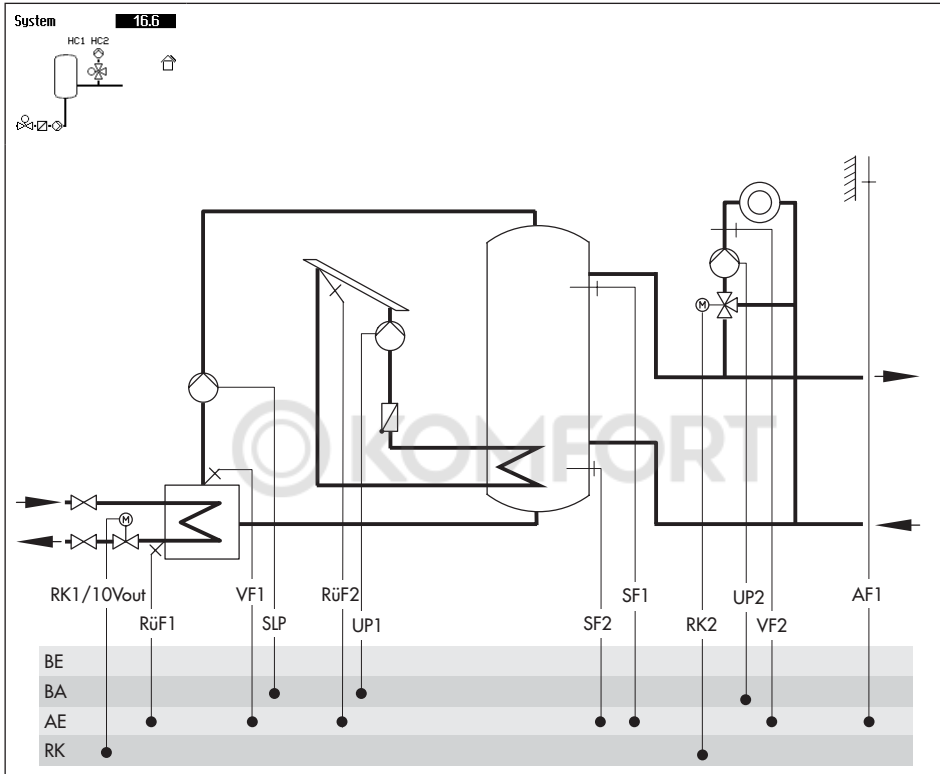 System 16.6
HC1 HC2
KOMFORT
M
M
RK1/10Vout
VF1
RüF2
SF1
UP2
AF1
RüF1
SLP
UP1
SF2
RK2
VF2
BE
BA
AE
RK